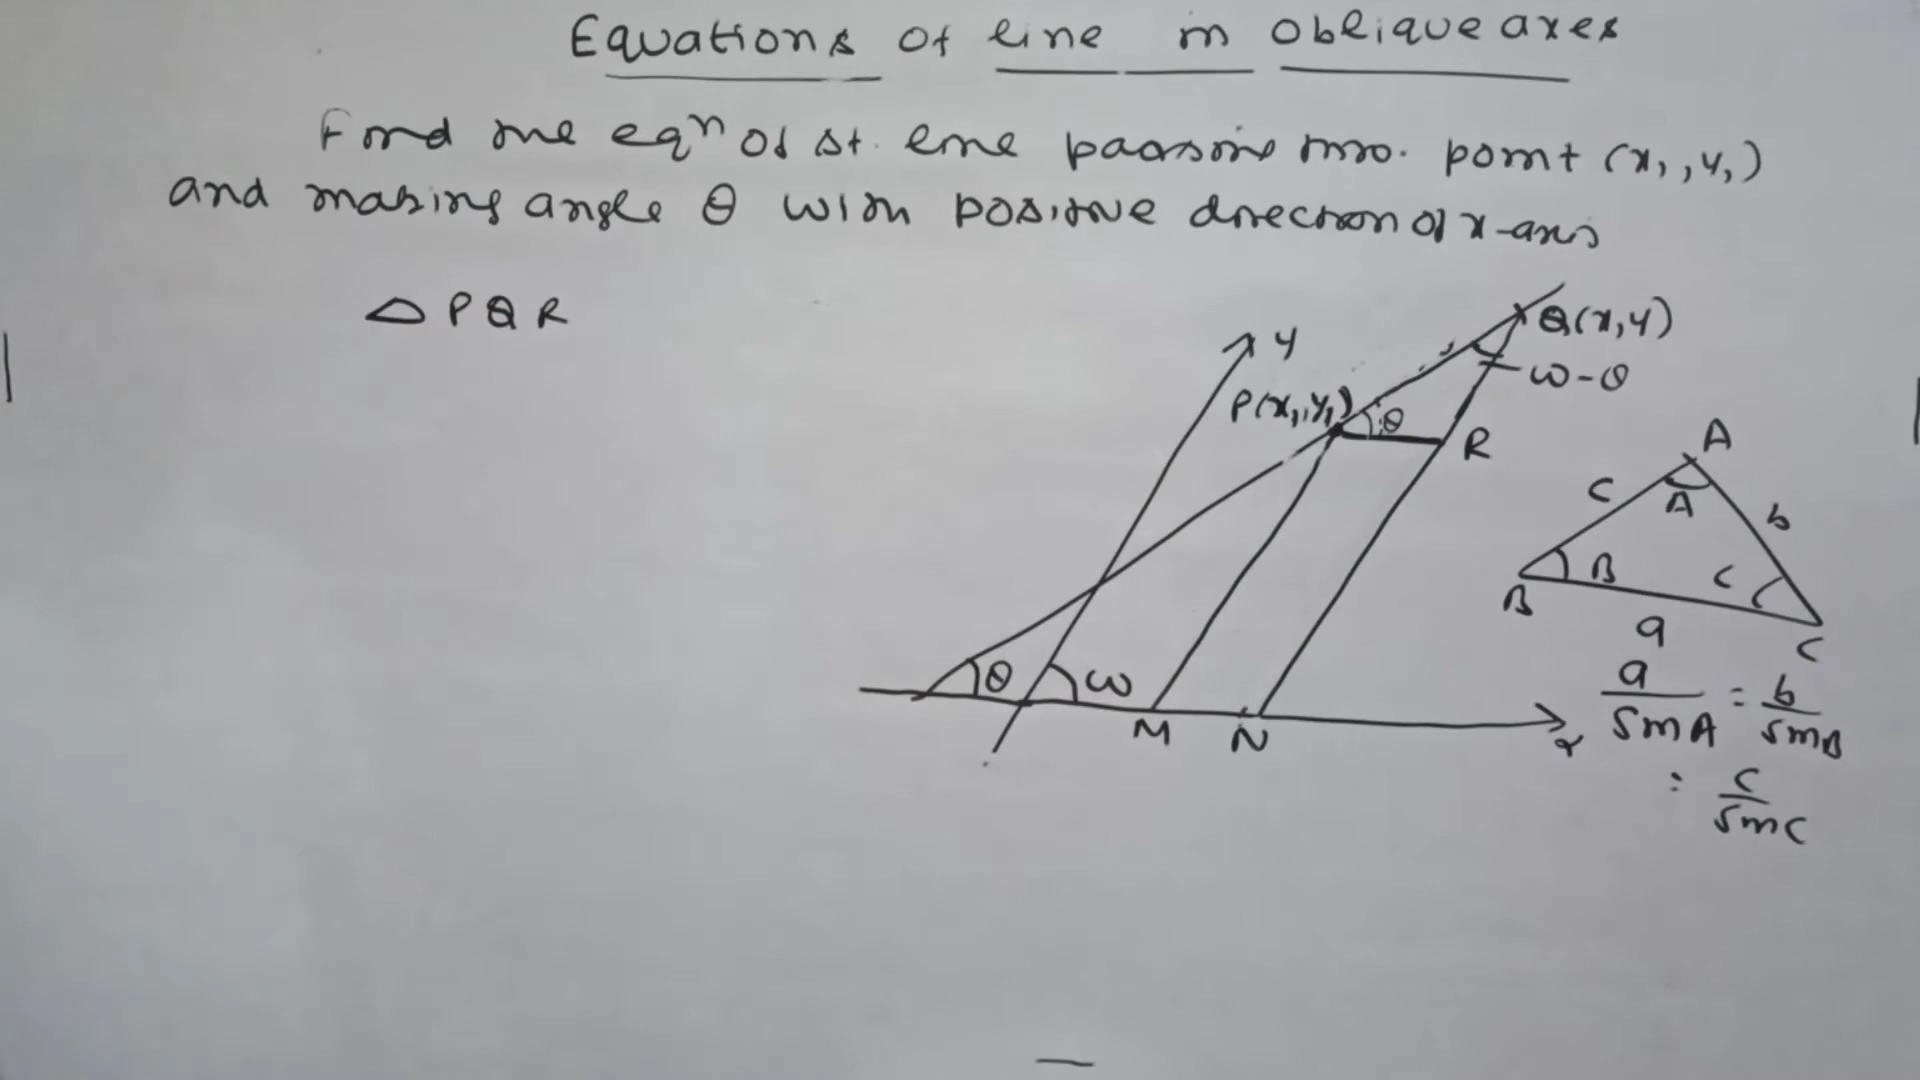 Equations of line in oblique axes
Find the eqⁿ of st. line passing thro. point (x₁, y₁)
and making angle θ with positive direction of x-axis
△ PQR
y
Q(x,y)
ω-θ
P(x₁,y₁)
θ
R
A
c
A
b
B
c
B
a
C
θ
ω
M
N
x
a/sinA = b/sinB
= c/sinC